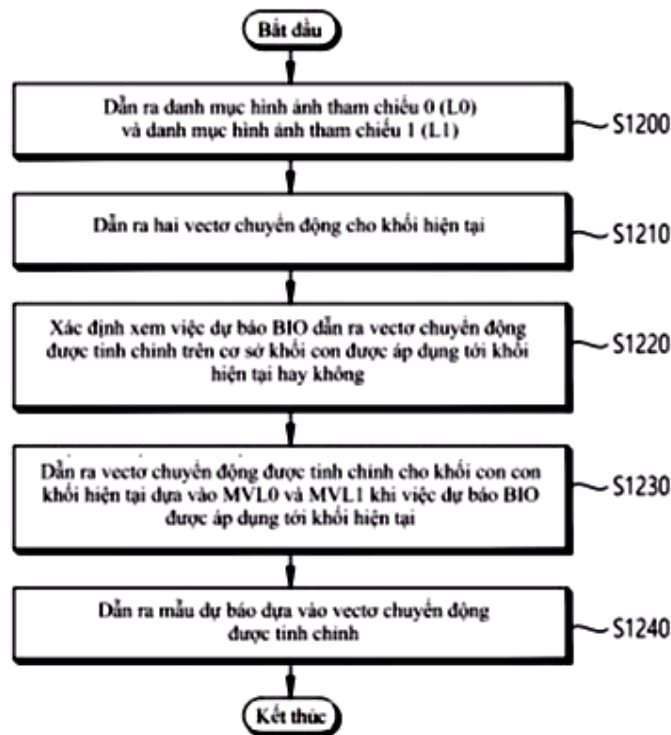 Bắt đầu
Dẫn ra danh mục hình ảnh tham chiếu 0 (L0)
và danh mục hình ảnh tham chiếu 1 (L1)
S1200
Dẫn ra hai vectơ chuyển động cho khối hiện tại
S1210
Xác định xem việc dự báo BIO dẫn ra vectơ chuyển động
được tinh chỉnh trên cơ sở khối con được áp dụng tới khối
hiện tại hay không
S1220
Dẫn ra vectơ chuyển động được tinh chỉnh cho khối con con
khối hiện tại dựa vào MVL0 và MVL1 khi việc dự báo BIO
được áp dụng tới khối hiện tại
S1230
Dẫn ra mẫu dự báo dựa vào vectơ chuyển động
được tinh chỉnh
S1240
Kết thúc